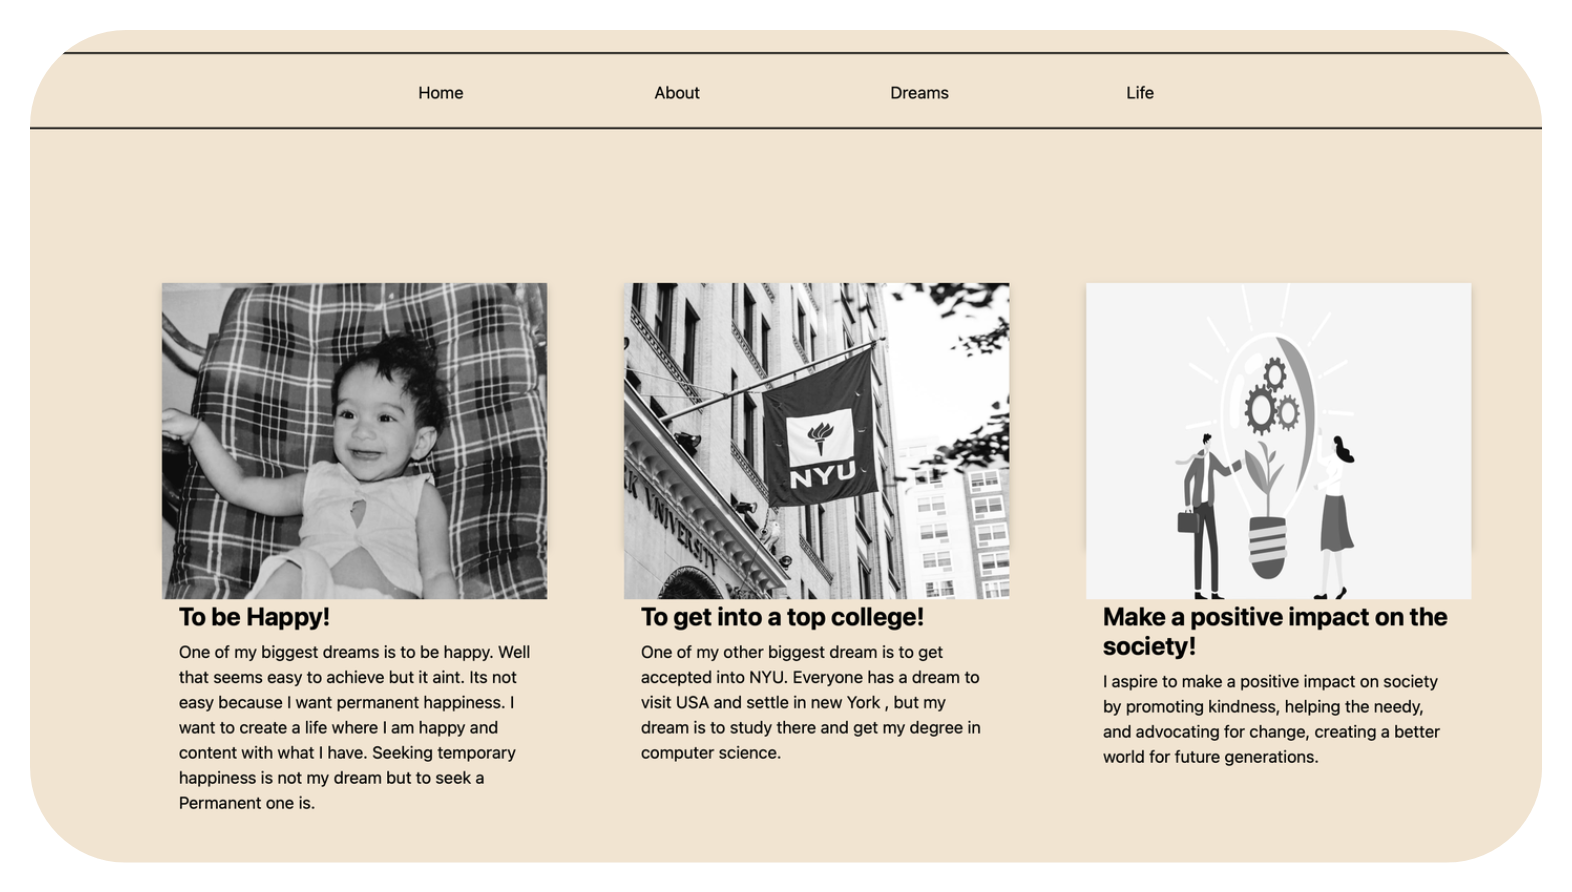 Home
About
Dreams
Life
NYU
K UNIVERSITY
To be Happy!
One of my biggest dreams is to be happy. Well
that seems easy to achieve but it aint. Its not
easy because I want permanent happiness. I
want to create a life where I am happy and
content with what I have. Seeking temporary
happiness is not my dream but to seek a
Permanent one is.
To get into a top college!
One of my other biggest dream is to get
accepted into NYU. Everyone has a dream to
visit USA and settle in new York , but my
dream is to study there and get my degree in
computer science.
Make a positive impact on the
society!
I aspire to make a positive impact on society
by promoting kindness, helping the needy,
and advocating for change, creating a better
world for future generations.